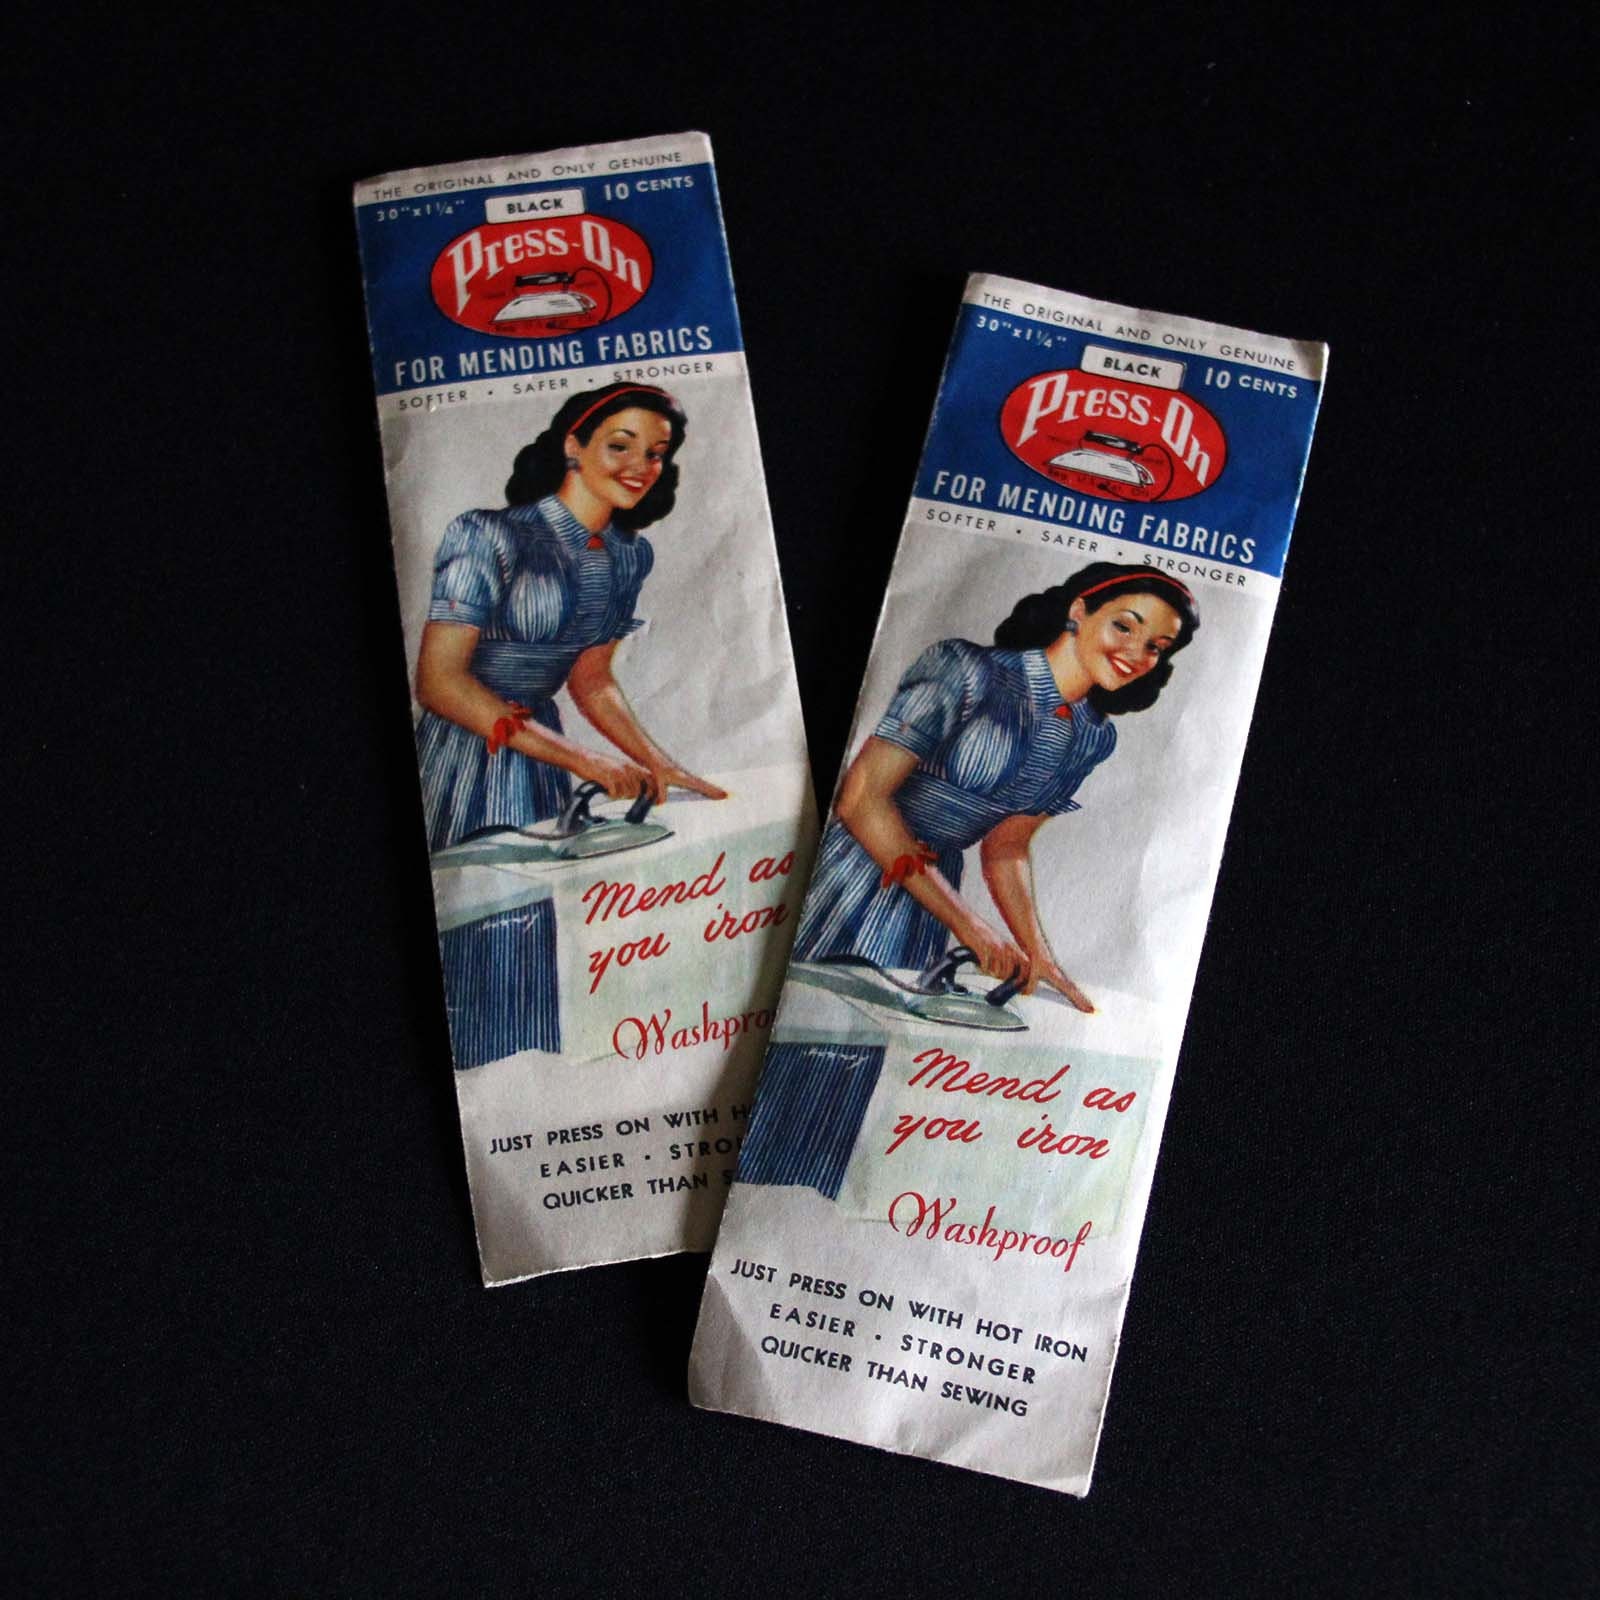 THE ORIGINAL AND ONLY GENUINE
30"x1¼" BLACK 10 CENTS
Press-On
FOR MENDING FABRICS
SOFTER • SAFER • STRONGER
Mend as
you iron
Washpro
JUST PRESS ON WITH H
EASIER • STRO
QUICKER THAN S
THE ORIGINAL AND ONLY GENUINE
30"x1¼" BLACK 10 CENTS
Press-On
FOR MENDING FABRICS
SOFTER • SAFER • STRONGER
Mend as
you iron
Washproof
JUST PRESS ON WITH HOT IRON
EASIER • STRONGER
QUICKER THAN SEWING